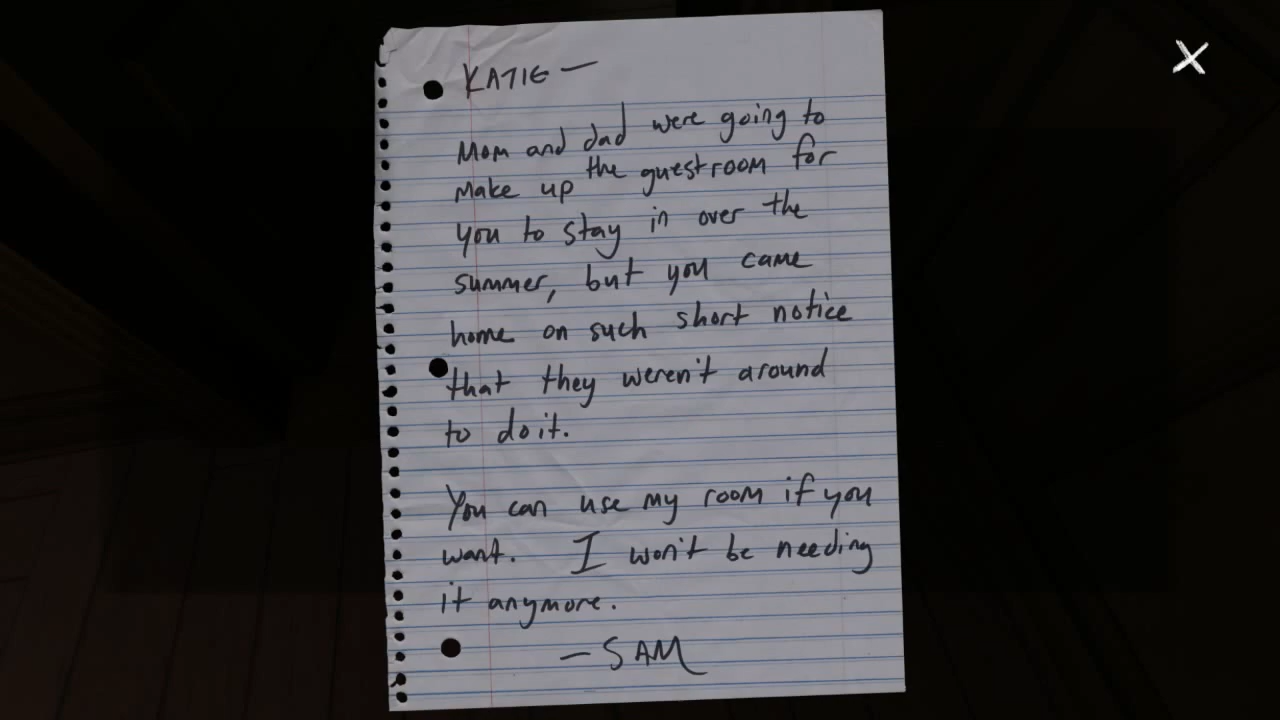 KATIE —
Mom and dad were going to
make up the guestroom for
you to stay in over the
summer, but you came
home on such short notice
that they weren't around
to do it.
You can use my room if you
want. I won't be needing
it anymore.
— SAM